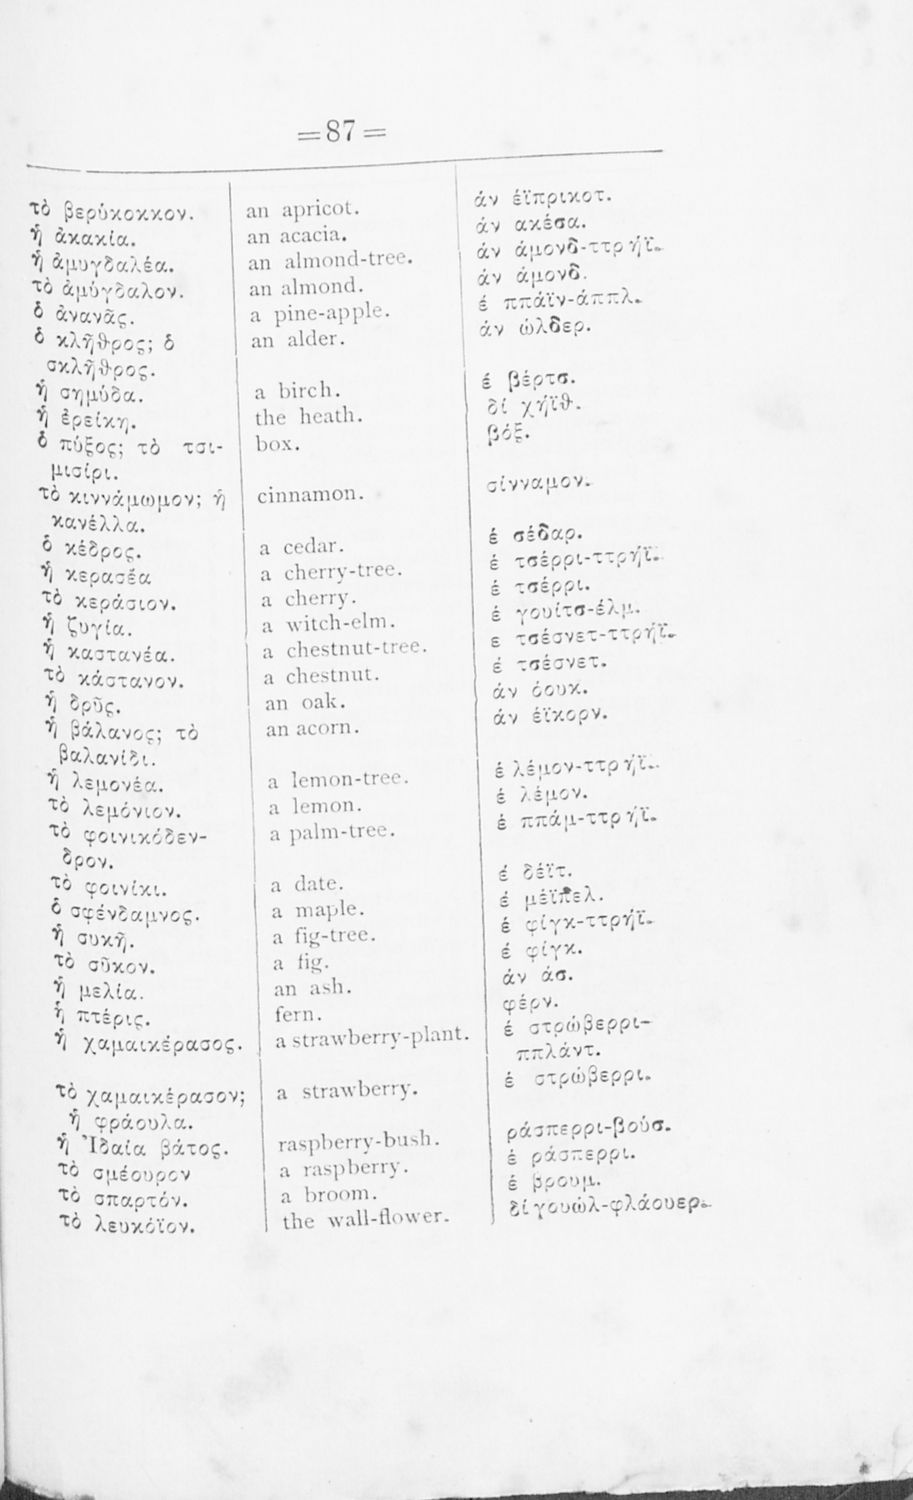 =87=
τὸ βερύκοκκον. an apricot. άν έϊπρικοτ.
ἡ ἀκακία. an acacia. άν ακέσα.
ἡ ἀμυγδαλέα. an almond-tree. άν άμονδ-ττρήϊ.
τὸ ἀμύγδαλον. an almond. άν άμονδ.
ὁ ἀνανᾶς. a pine-apple. έ ππάϊν-άππλ.
ὁ κλῆθρος; ὁ an alder. άν ώλδερ.
σκλῆθρος.
ἡ σημύδα. a birch. έ βέρτσ.
ἡ ἐρείκη. the heath. δί χήϊθ.
ὁ πύξος; τὸ τσι- box. βόξ.
μισίρι.
τὸ κιννάμωμον; ἡ cinnamon. σίνναμον.
κανέλλα.
ὁ κέδρος. a cedar. έ σέδαρ.
ἡ κερασέα a cherry-tree. έ τσέρρι-ττρήϊ.
τὸ κεράσιον. a cherry. έ τσέρρι.
ἡ ζυγία. a witch-elm. έ γουίτσ-έλμ.
ἡ καστανέα. a chestnut-tree. ε τσέσνετ-ττρήϊ.
τὸ κάστανον. a chestnut. έ τσέσνετ.
ἡ δρῦς. an oak. άν όουκ.
ἡ βάλανος; τὸ an acorn. άν έϊκορν.
βαλανίδι.
ἡ λεμονέα. a lemon-tree. έ λέμον-ττρήϊ.
τὸ λεμόνιον. a lemon. έ λέμον.
τὸ φοινικόδεν- a palm-tree. έ ππάμ-ττρήϊ.
δρον.
τὸ φοινίκι. a date. έ δέϊτ.
ὁ σφένδαμνος. a maple. έ μέϊπελ.
ἡ συκῆ. a fig-tree. έ φίγκ-ττρήϊ.
τὸ σῦκον. a fig. έ φίγκ.
ἡ μελία. an ash. άν άσ.
ἡ πτέρις. fern. φέρν.
ἡ χαμαικέρασος. a strawberry-plant. έ στρώβερρι-
ππλάντ.
τὸ χαμαικέρασον; a strawberry. έ στρώβερρι.
ἡ φράουλα.
ἡ Ἰδαία βάτος. raspberry-bush. ράσπερρι-βούσ.
τὸ σμέουρον a raspberry. έ ράσπερρι.
τὸ σπαρτόν. a broom. έ βρουμ.
τὸ λευκόϊον. the wall-flower. δί γουώλ-φλάουερ.